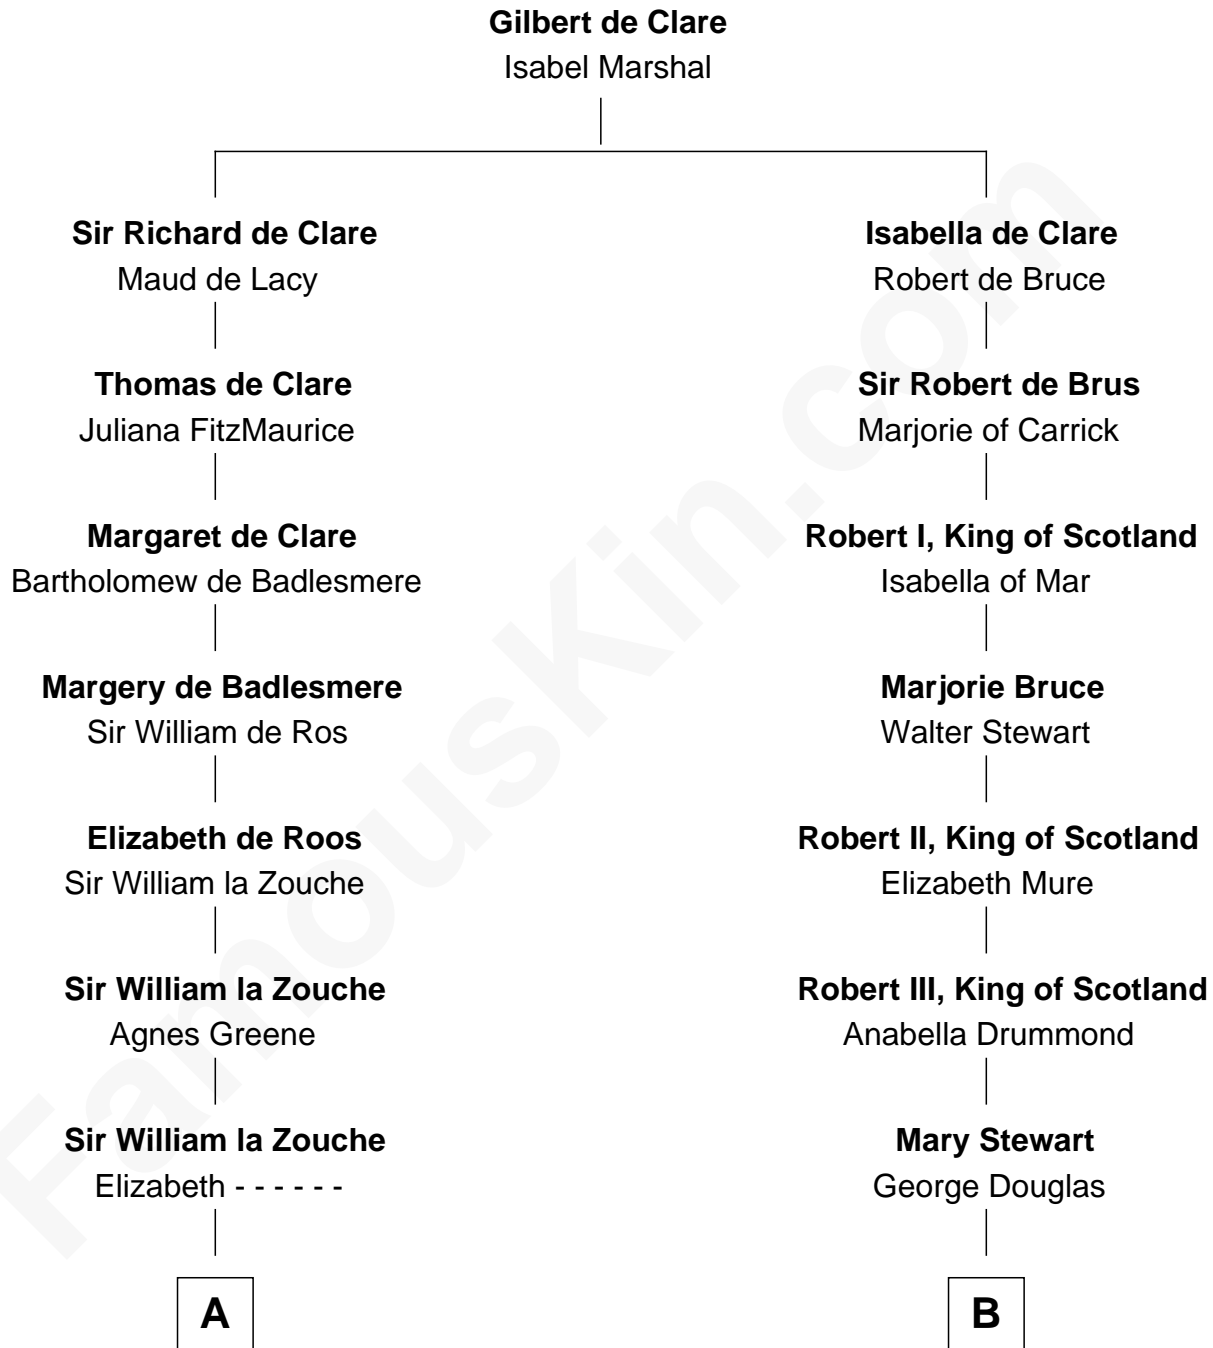 Gilbert de Clare
Isabel Marshal
Sir Richard de Clare
Maud de Lacy
Isabella de Clare
Robert de Bruce
Thomas de Clare
Juliana FitzMaurice
Sir Robert de Brus
Marjorie of Carrick
Margaret de Clare
Bartholomew de Badlesmere
Robert I, King of Scotland
Isabella of Mar
Margery de Badlesmere
Sir William de Ros
Marjorie Bruce
Walter Stewart
Elizabeth de Roos
Sir William la Zouche
Robert II, King of Scotland
Elizabeth Mure
Sir William la Zouche
Agnes Greene
Robert III, King of Scotland
Anabella Drummond
Sir William la Zouche
Elizabeth - - - - - -
Mary Stewart
George Douglas
A
B
FamousKin.com